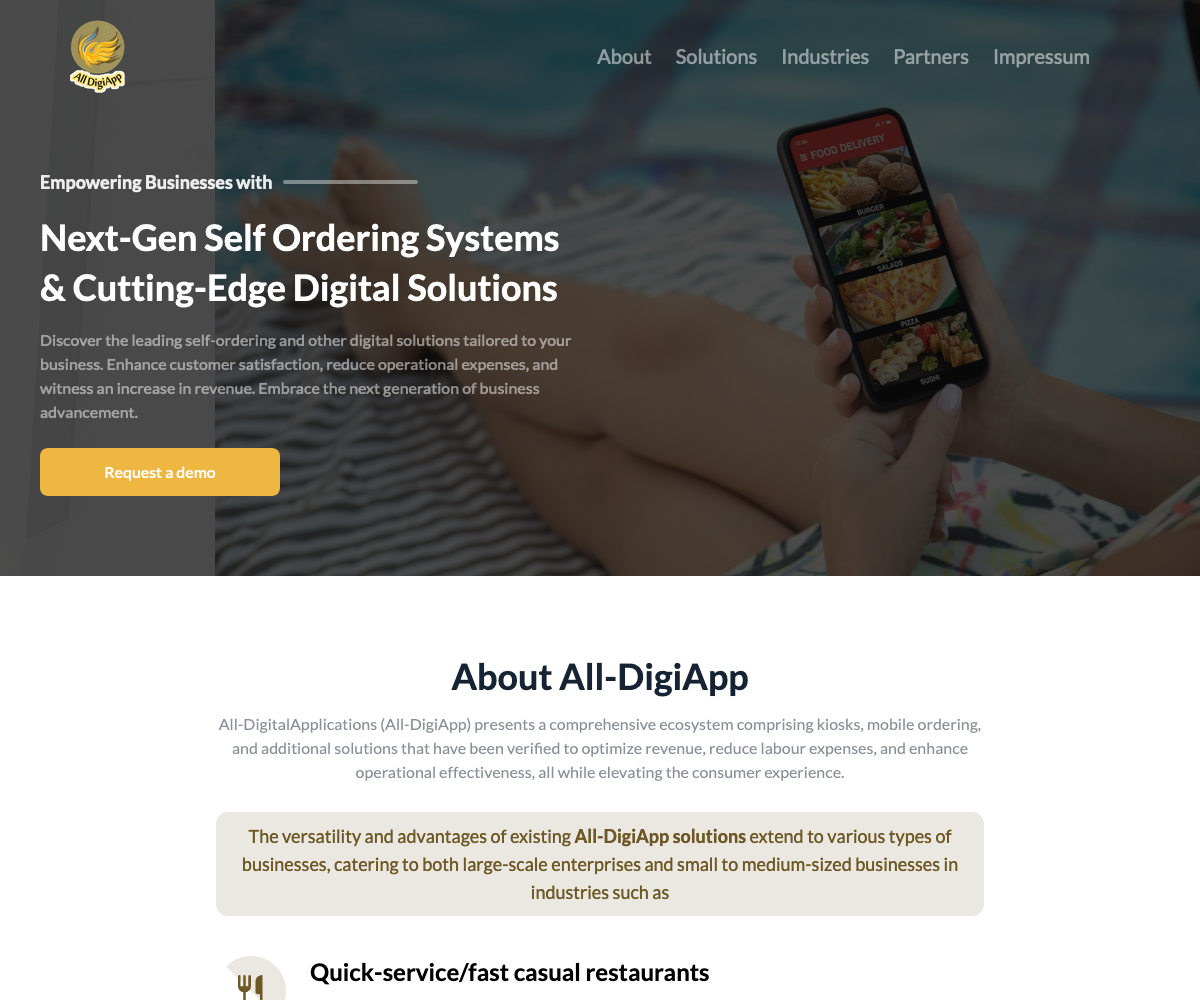 All DigiApp
About Solutions Industries Partners Impressum
FOOD DELIVERY
BURGER
SALADS
PIZZA
SUSHI
Empowering Businesses with
Next-Gen Self Ordering Systems
& Cutting-Edge Digital Solutions
Discover the leading self-ordering and other digital solutions tailored to your
business. Enhance customer satisfaction, reduce operational expenses, and
witness an increase in revenue. Embrace the next generation of business
advancement.
Request a demo
About All-DigiApp
All-DigitalApplications (All-DigiApp) presents a comprehensive ecosystem comprising kiosks, mobile ordering,
and additional solutions that have been verified to optimize revenue, reduce labour expenses, and enhance
operational effectiveness, all while elevating the consumer experience.
The versatility and advantages of existing All-DigiApp solutions extend to various types of
businesses, catering to both large-scale enterprises and small to medium-sized businesses in
industries such as
Quick-service/fast casual restaurants